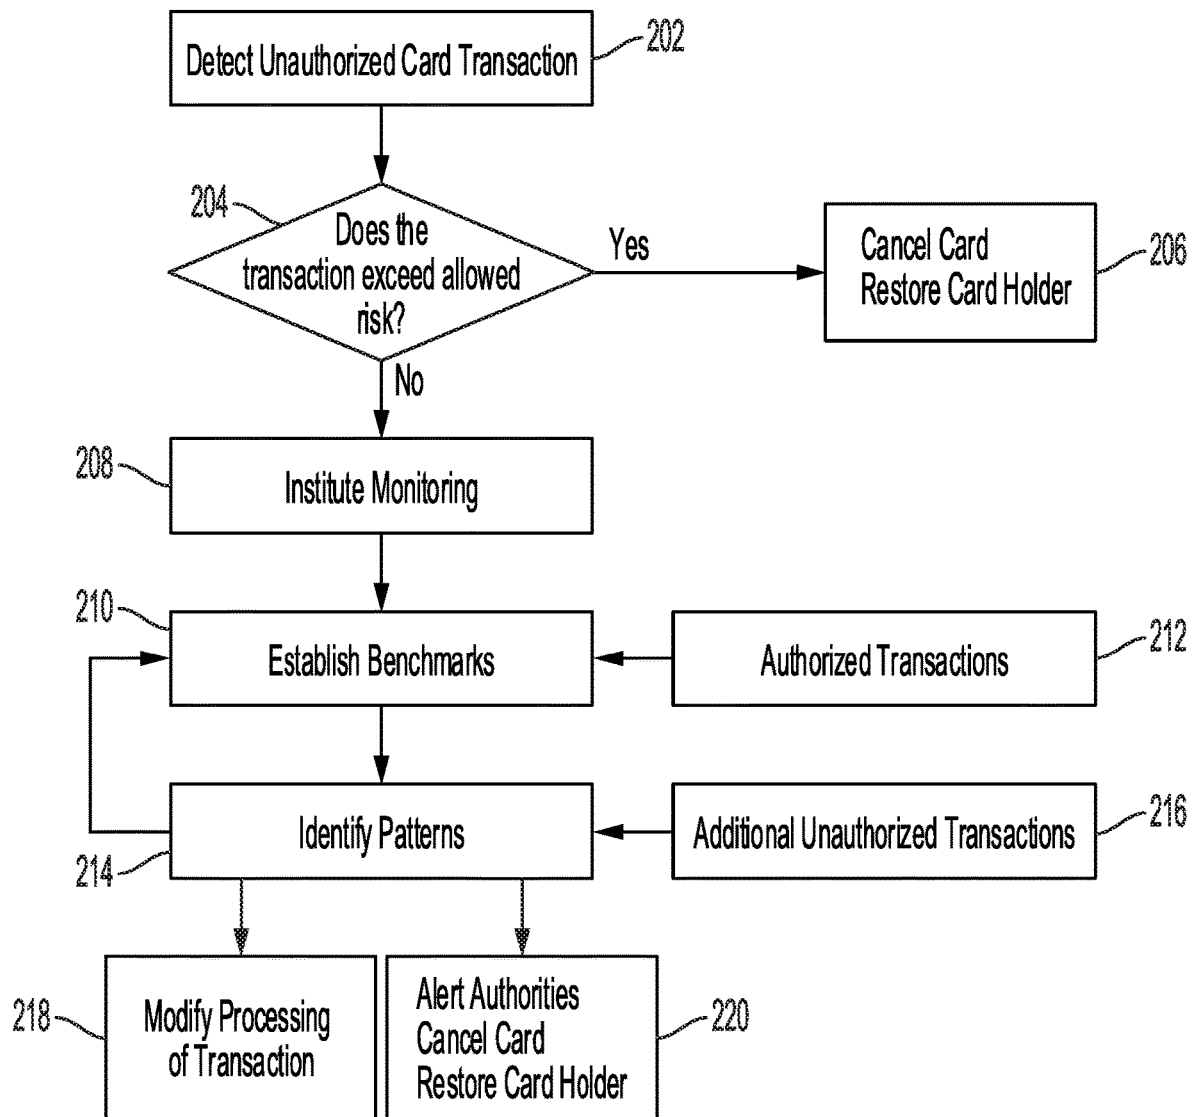 Detect Unauthorized Card Transaction
202
204
Does the
transaction exceed allowed
risk?
Yes
Cancel Card
Restore Card Holder
206
No
208
Institute Monitoring
210
Establish Benchmarks
Authorized Transactions
212
Identify Patterns
214
Additional Unauthorized Transactions
216
218
Modify Processing
of Transaction
Alert Authorities
Cancel Card
Restore Card Holder
220